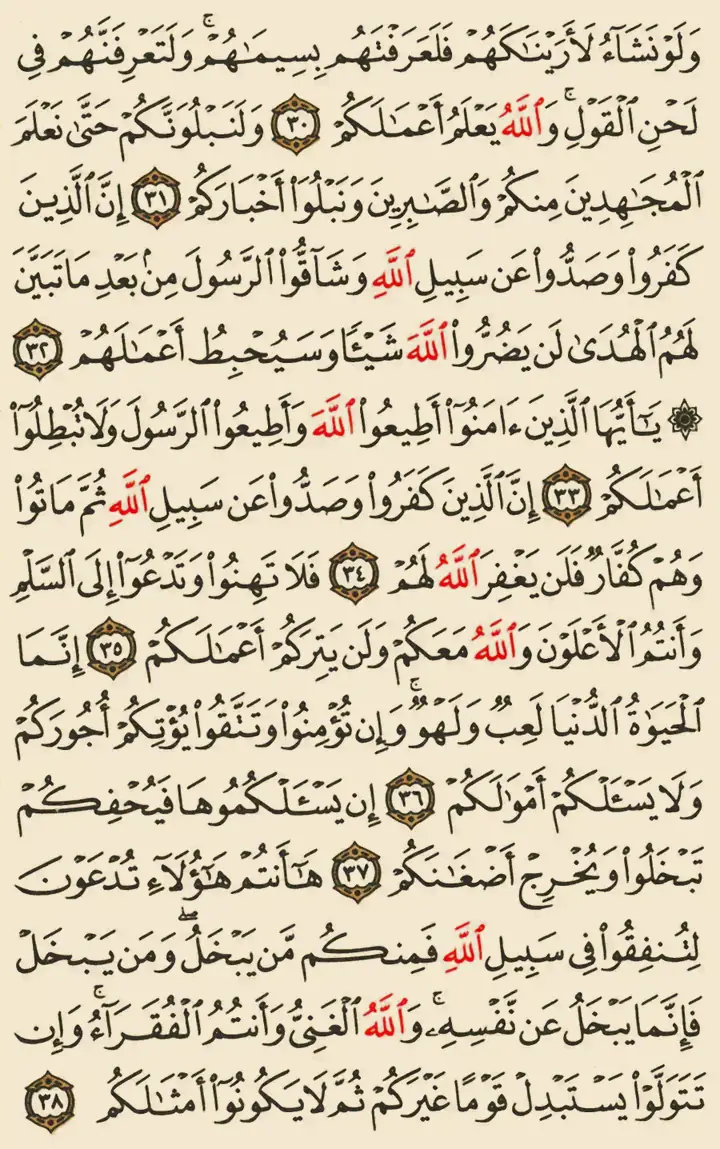 وَلَوۡ نَشَآءُ لَأَرَيۡنَٰكَهُمۡ فَلَعَرَفۡتَهُم بِسِيمَٰهُمۡۚ وَلَتَعۡرِفَنَّهُمۡ فِي
لَحۡنِ ٱلۡقَوۡلِۚ وَٱللَّهُ يَعۡلَمُ أَعۡمَٰلَكُمۡ ٣٠ وَلَنَبۡلُوَنَّكُمۡ حَتَّىٰ نَعۡلَمَ
ٱلۡمُجَٰهِدِينَ مِنكُمۡ وَٱلصَّٰبِرِينَ وَنَبۡلُوَاْ أَخۡبَارَكُمۡ ٣١ إِنَّ ٱلَّذِينَ
كَفَرُواْ وَصَدُّواْ عَن سَبِيلِ ٱللَّهِ وَشَآقُّواْ ٱلرَّسُولَ مِنۢ بَعۡدِ مَا تَبَيَّنَ
لَهُمُ ٱلۡهُدَىٰ لَن يَضُرُّواْ ٱللَّهَ شَيۡـٔٗا وَسَيُحۡبِطُ أَعۡمَٰلَهُمۡ ٣٢
۞ يَٰٓأَيُّهَا ٱلَّذِينَ ءَامَنُوٓاْ أَطِيعُواْ ٱللَّهَ وَأَطِيعُواْ ٱلرَّسُولَ وَلَا تُبۡطِلُوٓاْ
أَعۡمَٰلَكُمۡ ٣٣ إِنَّ ٱلَّذِينَ كَفَرُواْ وَصَدُّواْ عَن سَبِيلِ ٱللَّهِ ثُمَّ مَاتُواْ
وَهُمۡ كُفَّارٞ فَلَن يَغۡفِرَ ٱللَّهُ لَهُمۡ ٣٤ فَلَا تَهِنُواْ وَتَدۡعُوٓاْ إِلَى ٱلسَّلۡمِ
وَأَنتُمُ ٱلۡأَعۡلَوۡنَ وَٱللَّهُ مَعَكُمۡ وَلَن يَتِرَكُمۡ أَعۡمَٰلَكُمۡ ٣٥ إِنَّمَا
ٱلۡحَيَوٰةُ ٱلدُّنۡيَا لَعِبٞ وَلَهۡوٞۚ وَإِن تُؤۡمِنُواْ وَتَتَّقُواْ يُؤۡتِكُمۡ أُجُورَكُمۡ
وَلَا يَسۡـَٔلۡكُمۡ أَمۡوَٰلَكُمۡ ٣٦ إِن يَسۡـَٔلۡكُمُوهَا فَيُحۡفِكُمۡ
تَبۡخَلُواْ وَيُخۡرِجۡ أَضۡغَٰنَكُمۡ ٣٧ هَٰٓأَنتُمۡ هَٰٓؤُلَآءِ تُدۡعَوۡنَ
لِتُنفِقُواْ فِي سَبِيلِ ٱللَّهِ فَمِنكُم مَّن يَبۡخَلُۖ وَمَن يَبۡخَلۡ
فَإِنَّمَا يَبۡخَلُ عَن نَّفۡسِهِۦۚ وَٱللَّهُ ٱلۡغَنِيُّ وَأَنتُمُ ٱلۡفُقَرَآءُۚ وَإِن
تَتَوَلَّوۡاْ يَسۡتَبۡدِلۡ قَوۡمًا غَيۡرَكُمۡ ثُمَّ لَا يَكُونُوٓاْ أَمۡثَٰلَكُم ٣٨